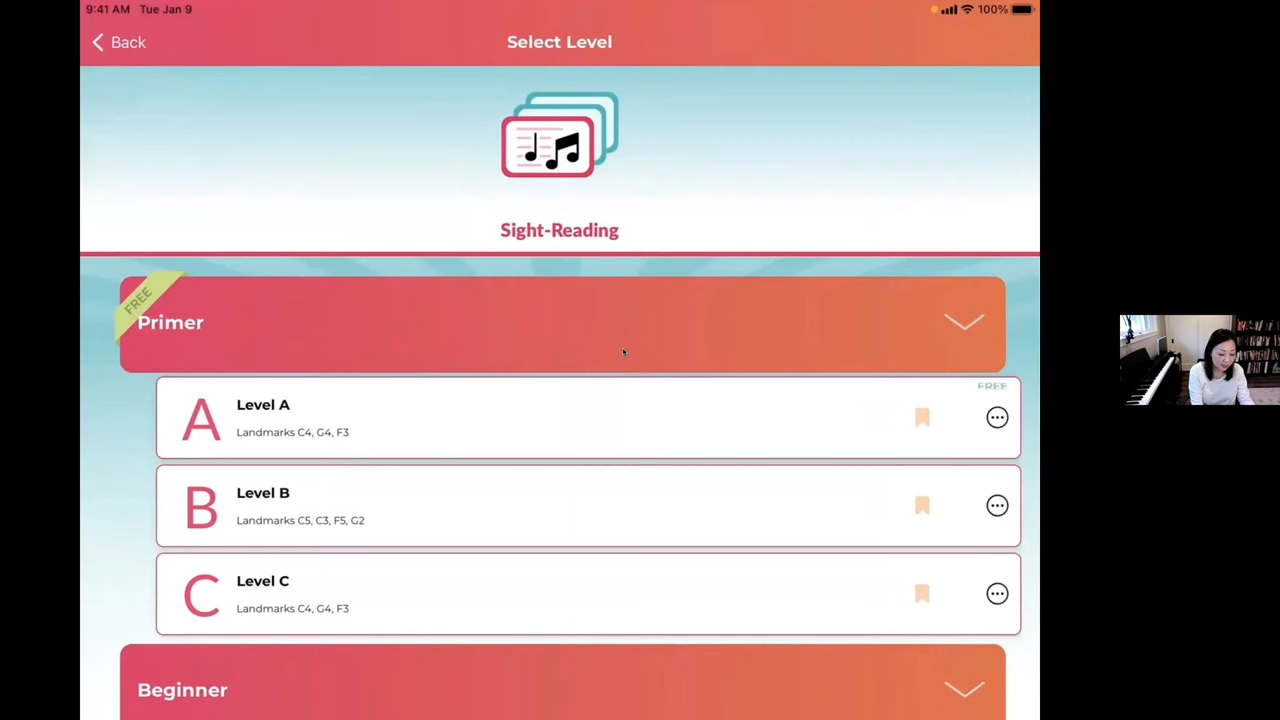 9:41 AM Tue Jan 9
100%
Back
Select Level
Sight-Reading
FREE
Primer
FREE
A
Level A
Landmarks C4, G4, F3
B
Level B
Landmarks C5, C3, F5, G2
C
Level C
Landmarks C4, G4, F3
Beginner